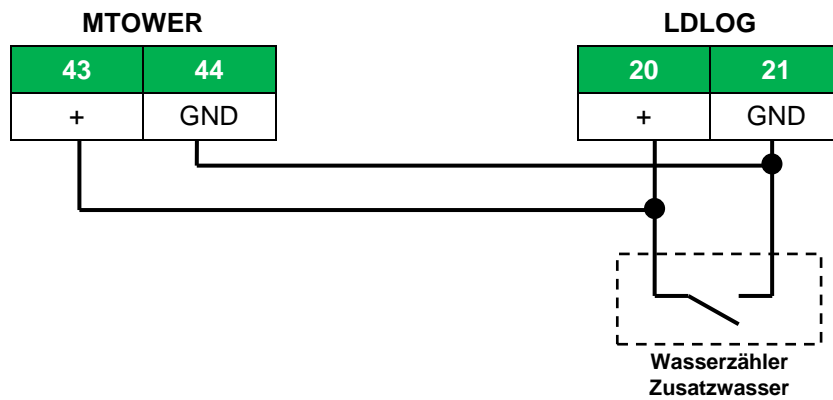 MTOWER LDLOG
43 44 20 21
+ GND + GND
Wasserzähler
Zusatzwasser